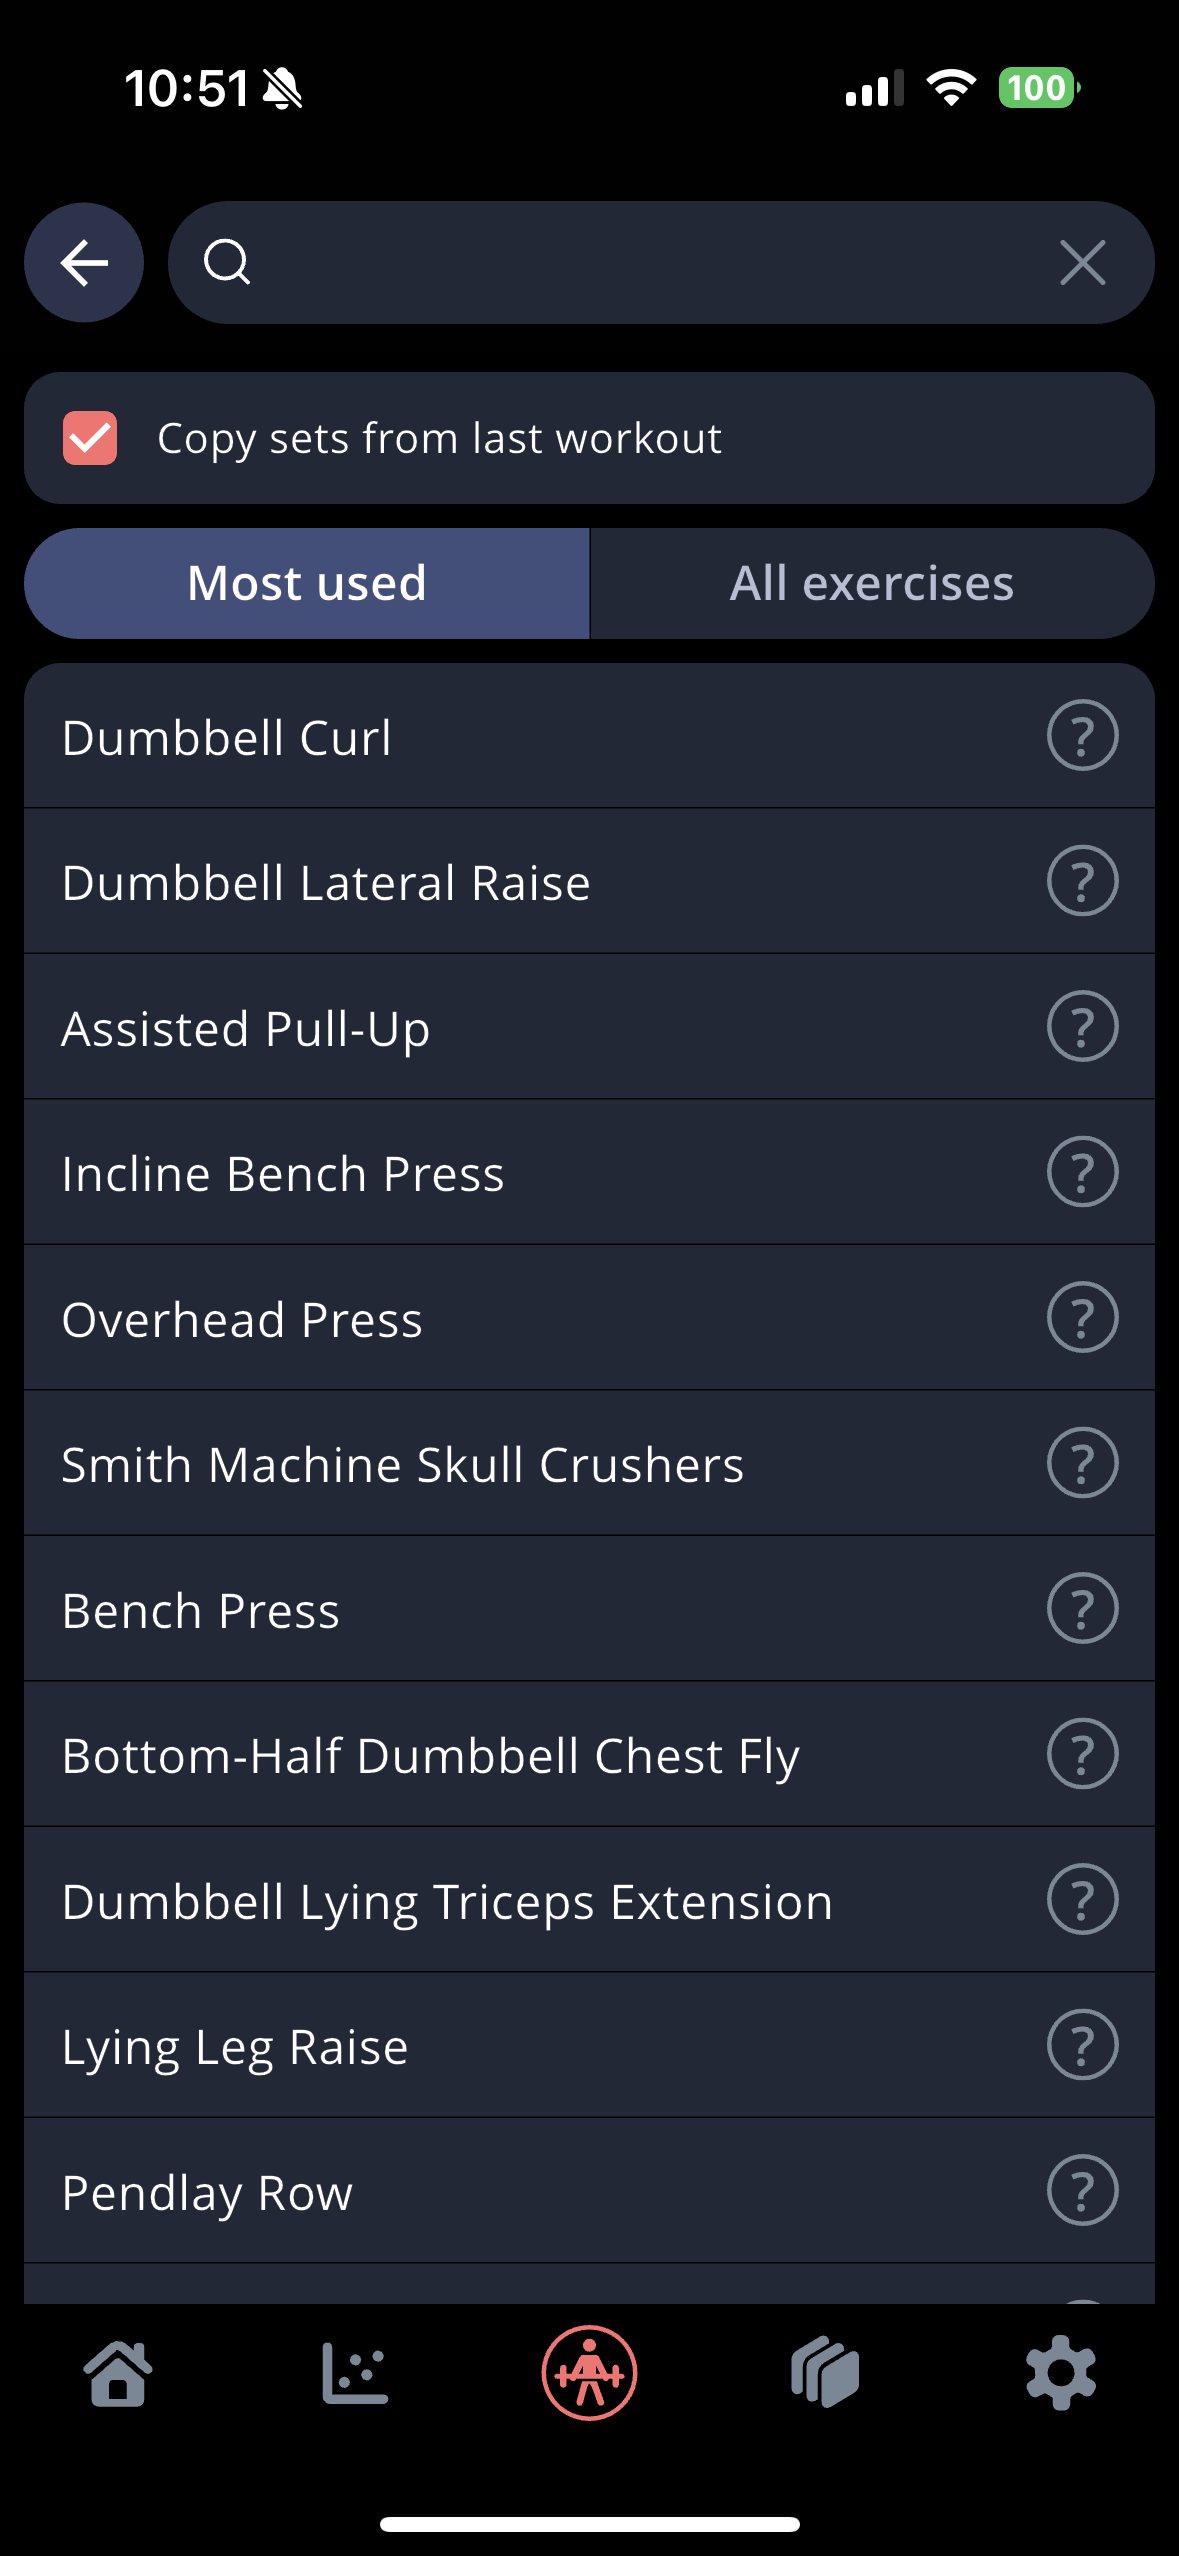 10:51
100
Copy sets from last workout
Most used
All exercises
Dumbbell Curl
?
Dumbbell Lateral Raise
?
Assisted Pull-Up
?
Incline Bench Press
?
Overhead Press
?
Smith Machine Skull Crushers
?
Bench Press
?
Bottom-Half Dumbbell Chest Fly
?
Dumbbell Lying Triceps Extension
?
Lying Leg Raise
?
Pendlay Row
?